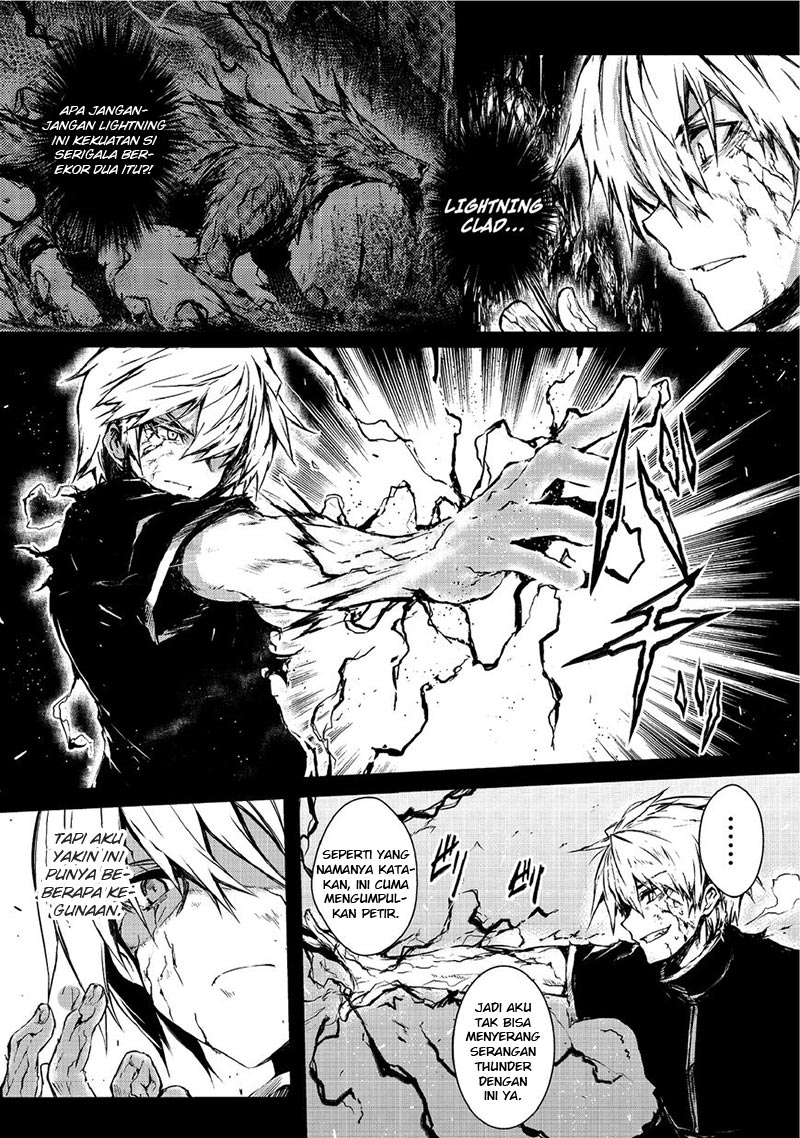 LIGHTNING
CLAD...
APA JANGAN-
JANGAN LIGHTNING
INI KEKUATAN SI
SERIGALA BER-
EKOR DUA ITU?!
......
SEPERTI YANG
NAMANYA KATA-
KAN, INI CUMA
MENGUMPUL-
KAN PETIR.
JADI AKU
TAK BISA
MENYERANG
SERANGAN
THUNDER
DENGAN
INI YA.
TAPI AKU
YAKIN INI
PUNYA BE-
BERAPA KE-
GUNAAN.